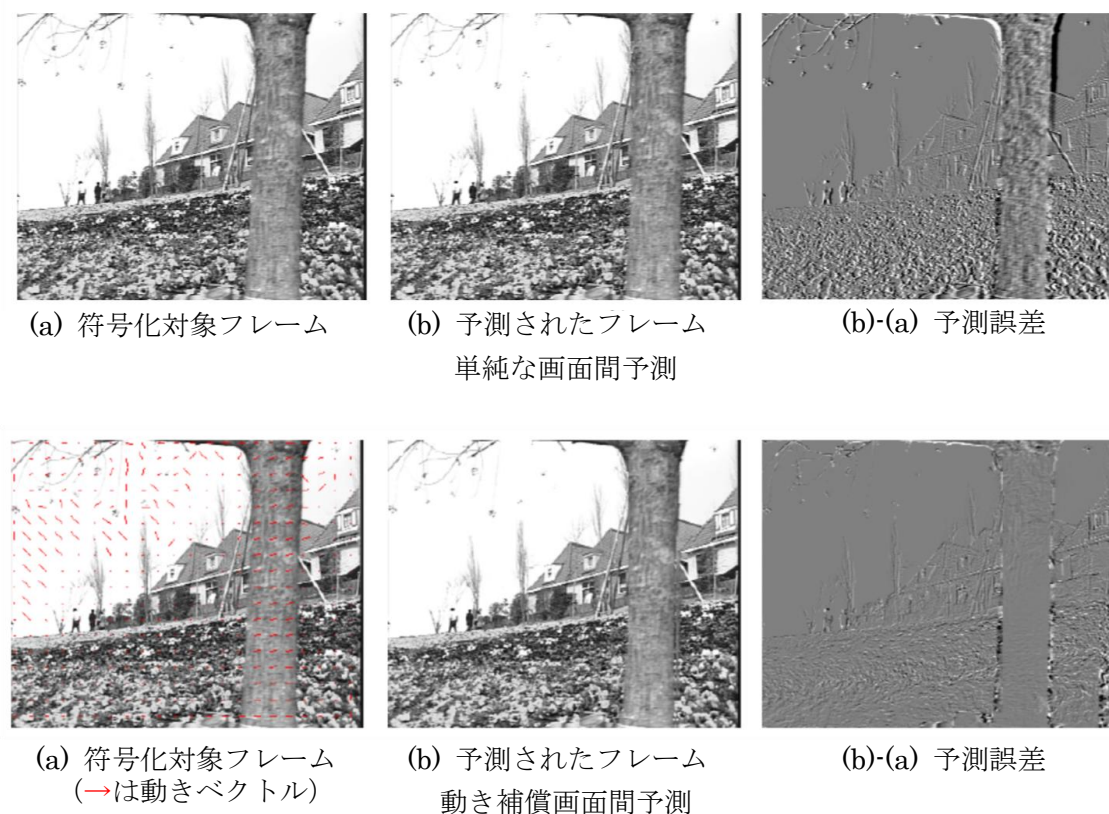 (a) 符号化対象フレーム
(b) 予測されたフレーム
(b)-(a) 予測誤差
単純な画面間予測
(a) 符号化対象フレーム
(→は動きベクトル)
(b) 予測されたフレーム
(b)-(a) 予測誤差
動き補償画面間予測